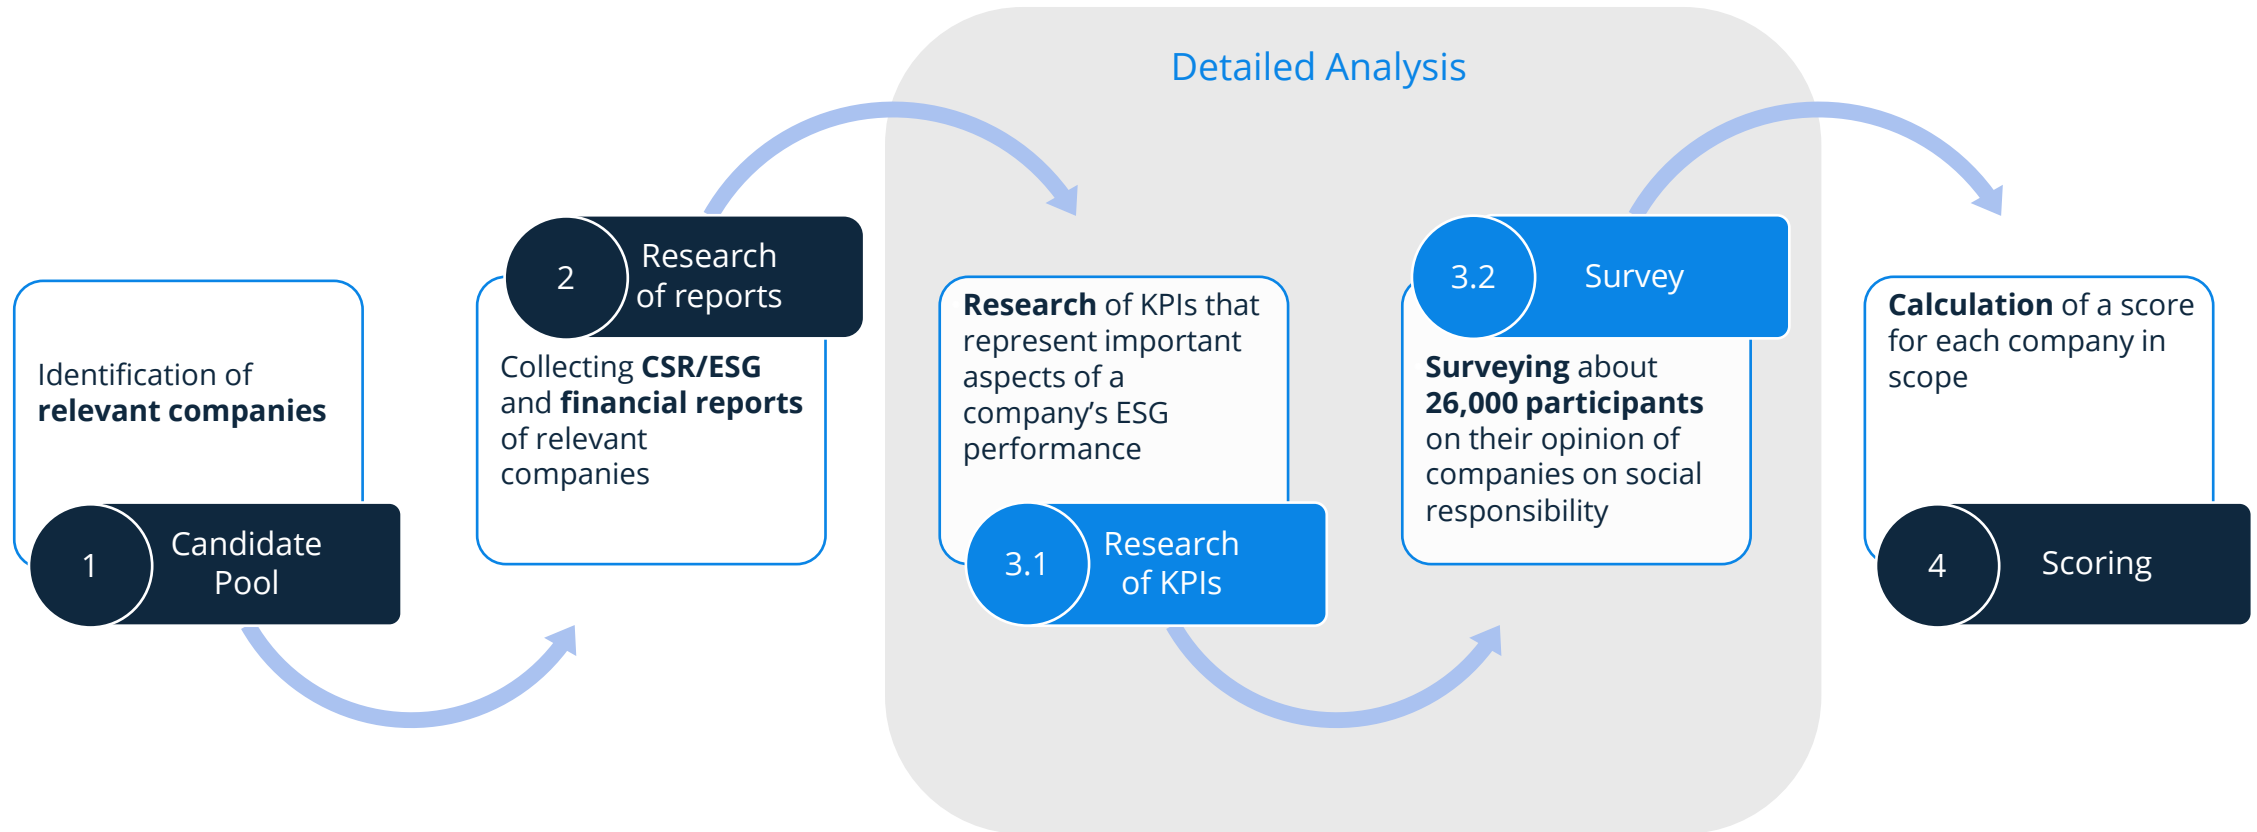 Detailed Analysis
Identification of
relevant companies
1
Candidate
Pool
2
Research
of reports
Collecting CSR/ESG
and financial reports
of relevant
companies
Research of KPIs that
represent important
aspects of a
company’s ESG
performance
3.1
Research
of KPIs
3.2
Survey
Surveying about
26,000 participants
on their opinion of
companies on social
responsibility
Calculation of a score
for each company in
scope
4
Scoring